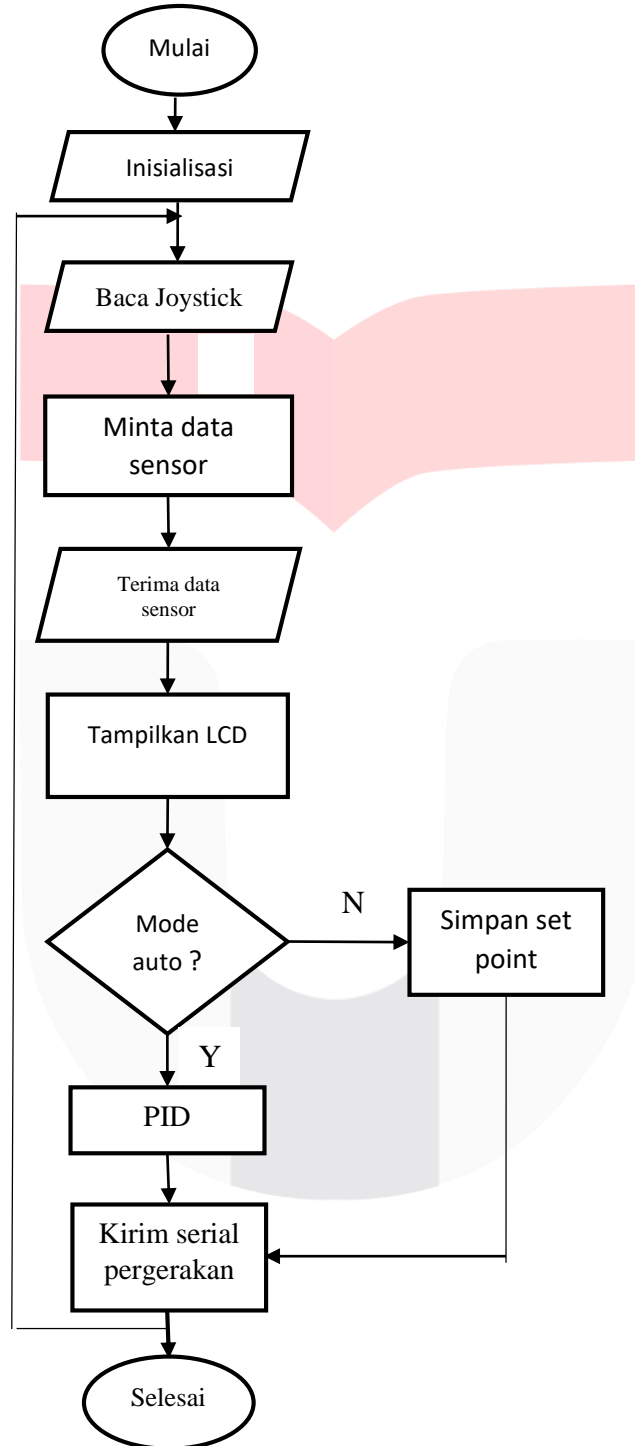 Mulai
Inisialisasi
Baca Joystick
Minta data
sensor
Terima data
sensor
Tampilkan LCD
Mode
auto ?
N
Simpan set
point
Y
PID
Kirim serial
pergerakan
Selesai